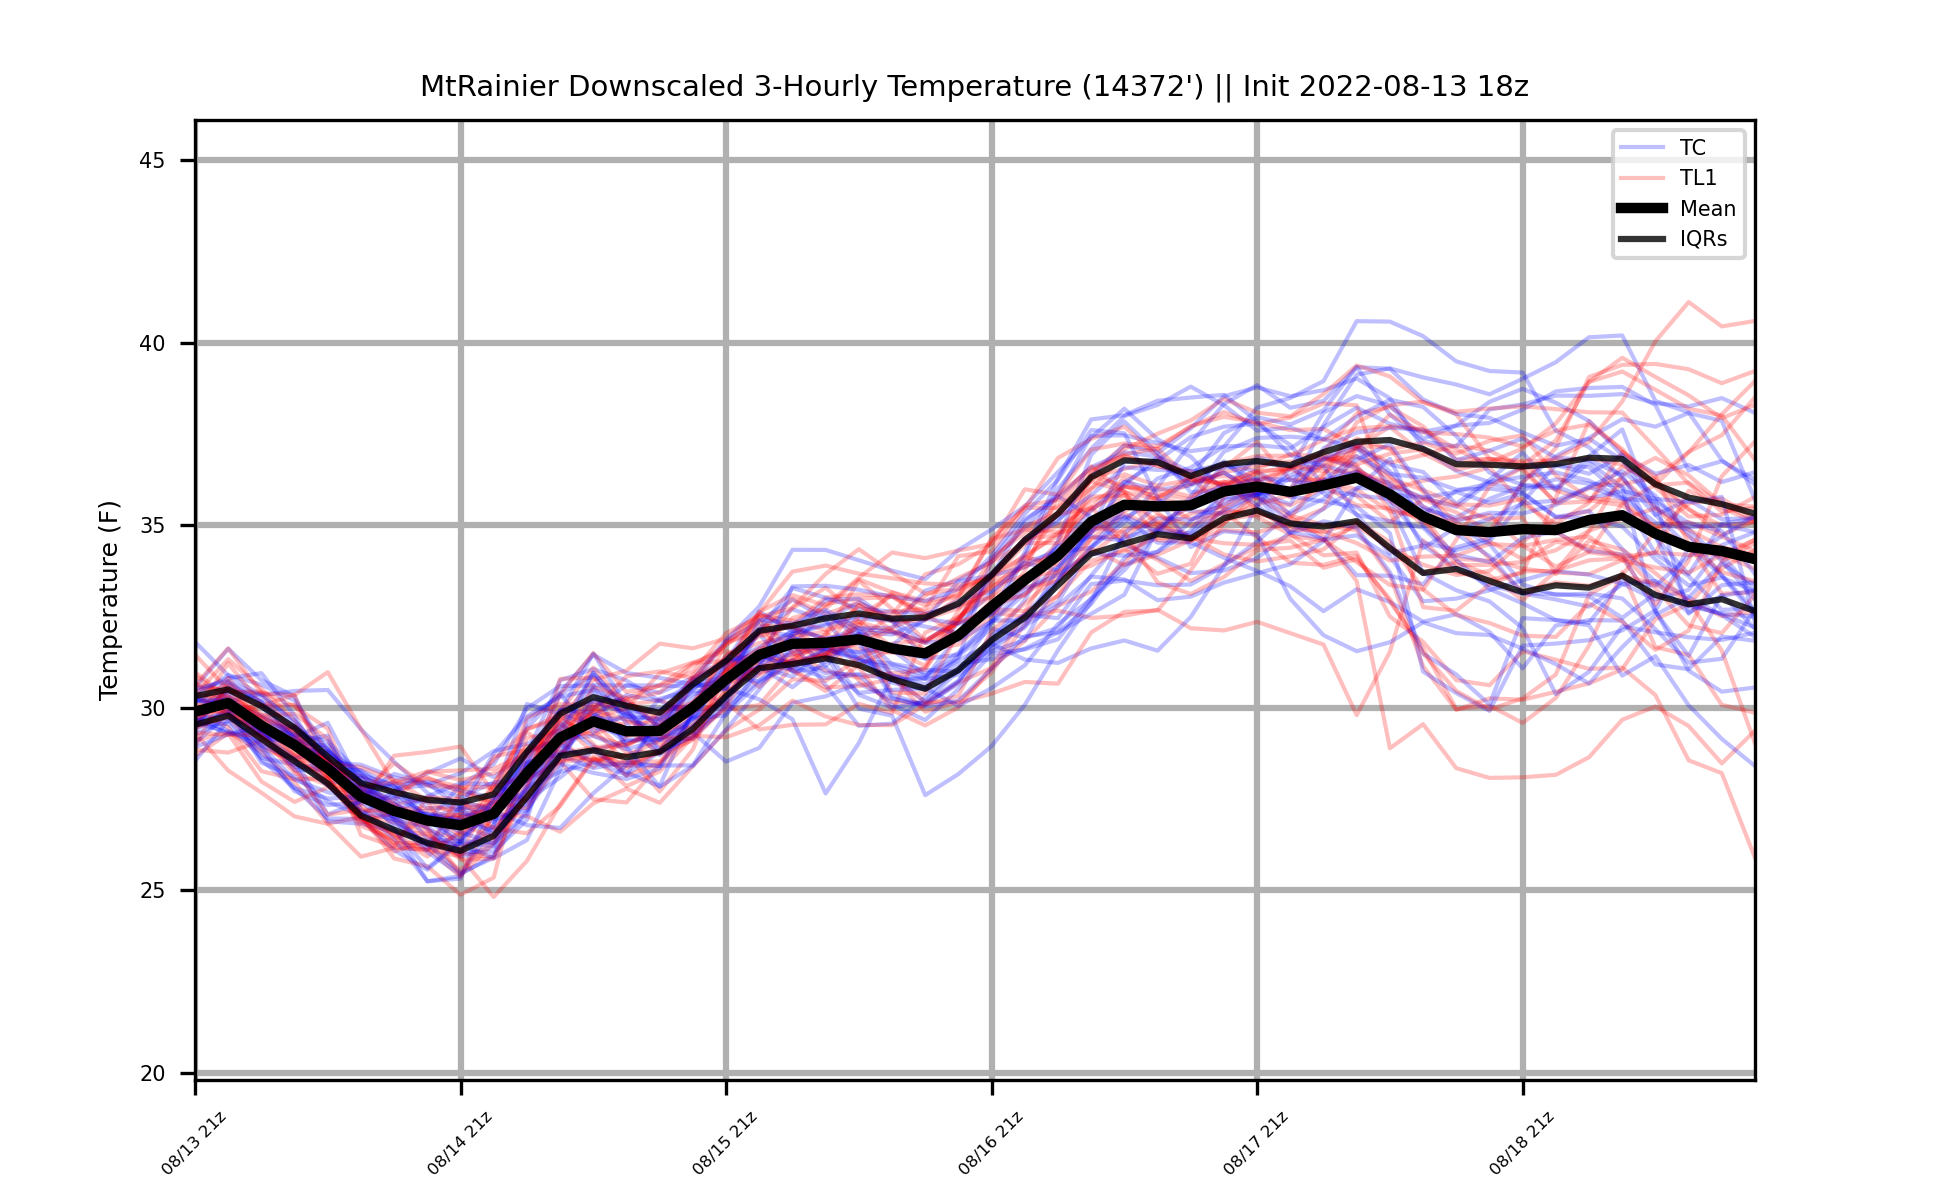 MtRainier Downscaled 3-Hourly Temperature (14372') || Init 2022-08-13 18z
TC
TL1
Mean
IQRs
Temperature (F)
45
40
35
30
25
20
08/13 21z
08/14 21z
08/15 21z
08/16 21z
08/17 21z
08/18 21z